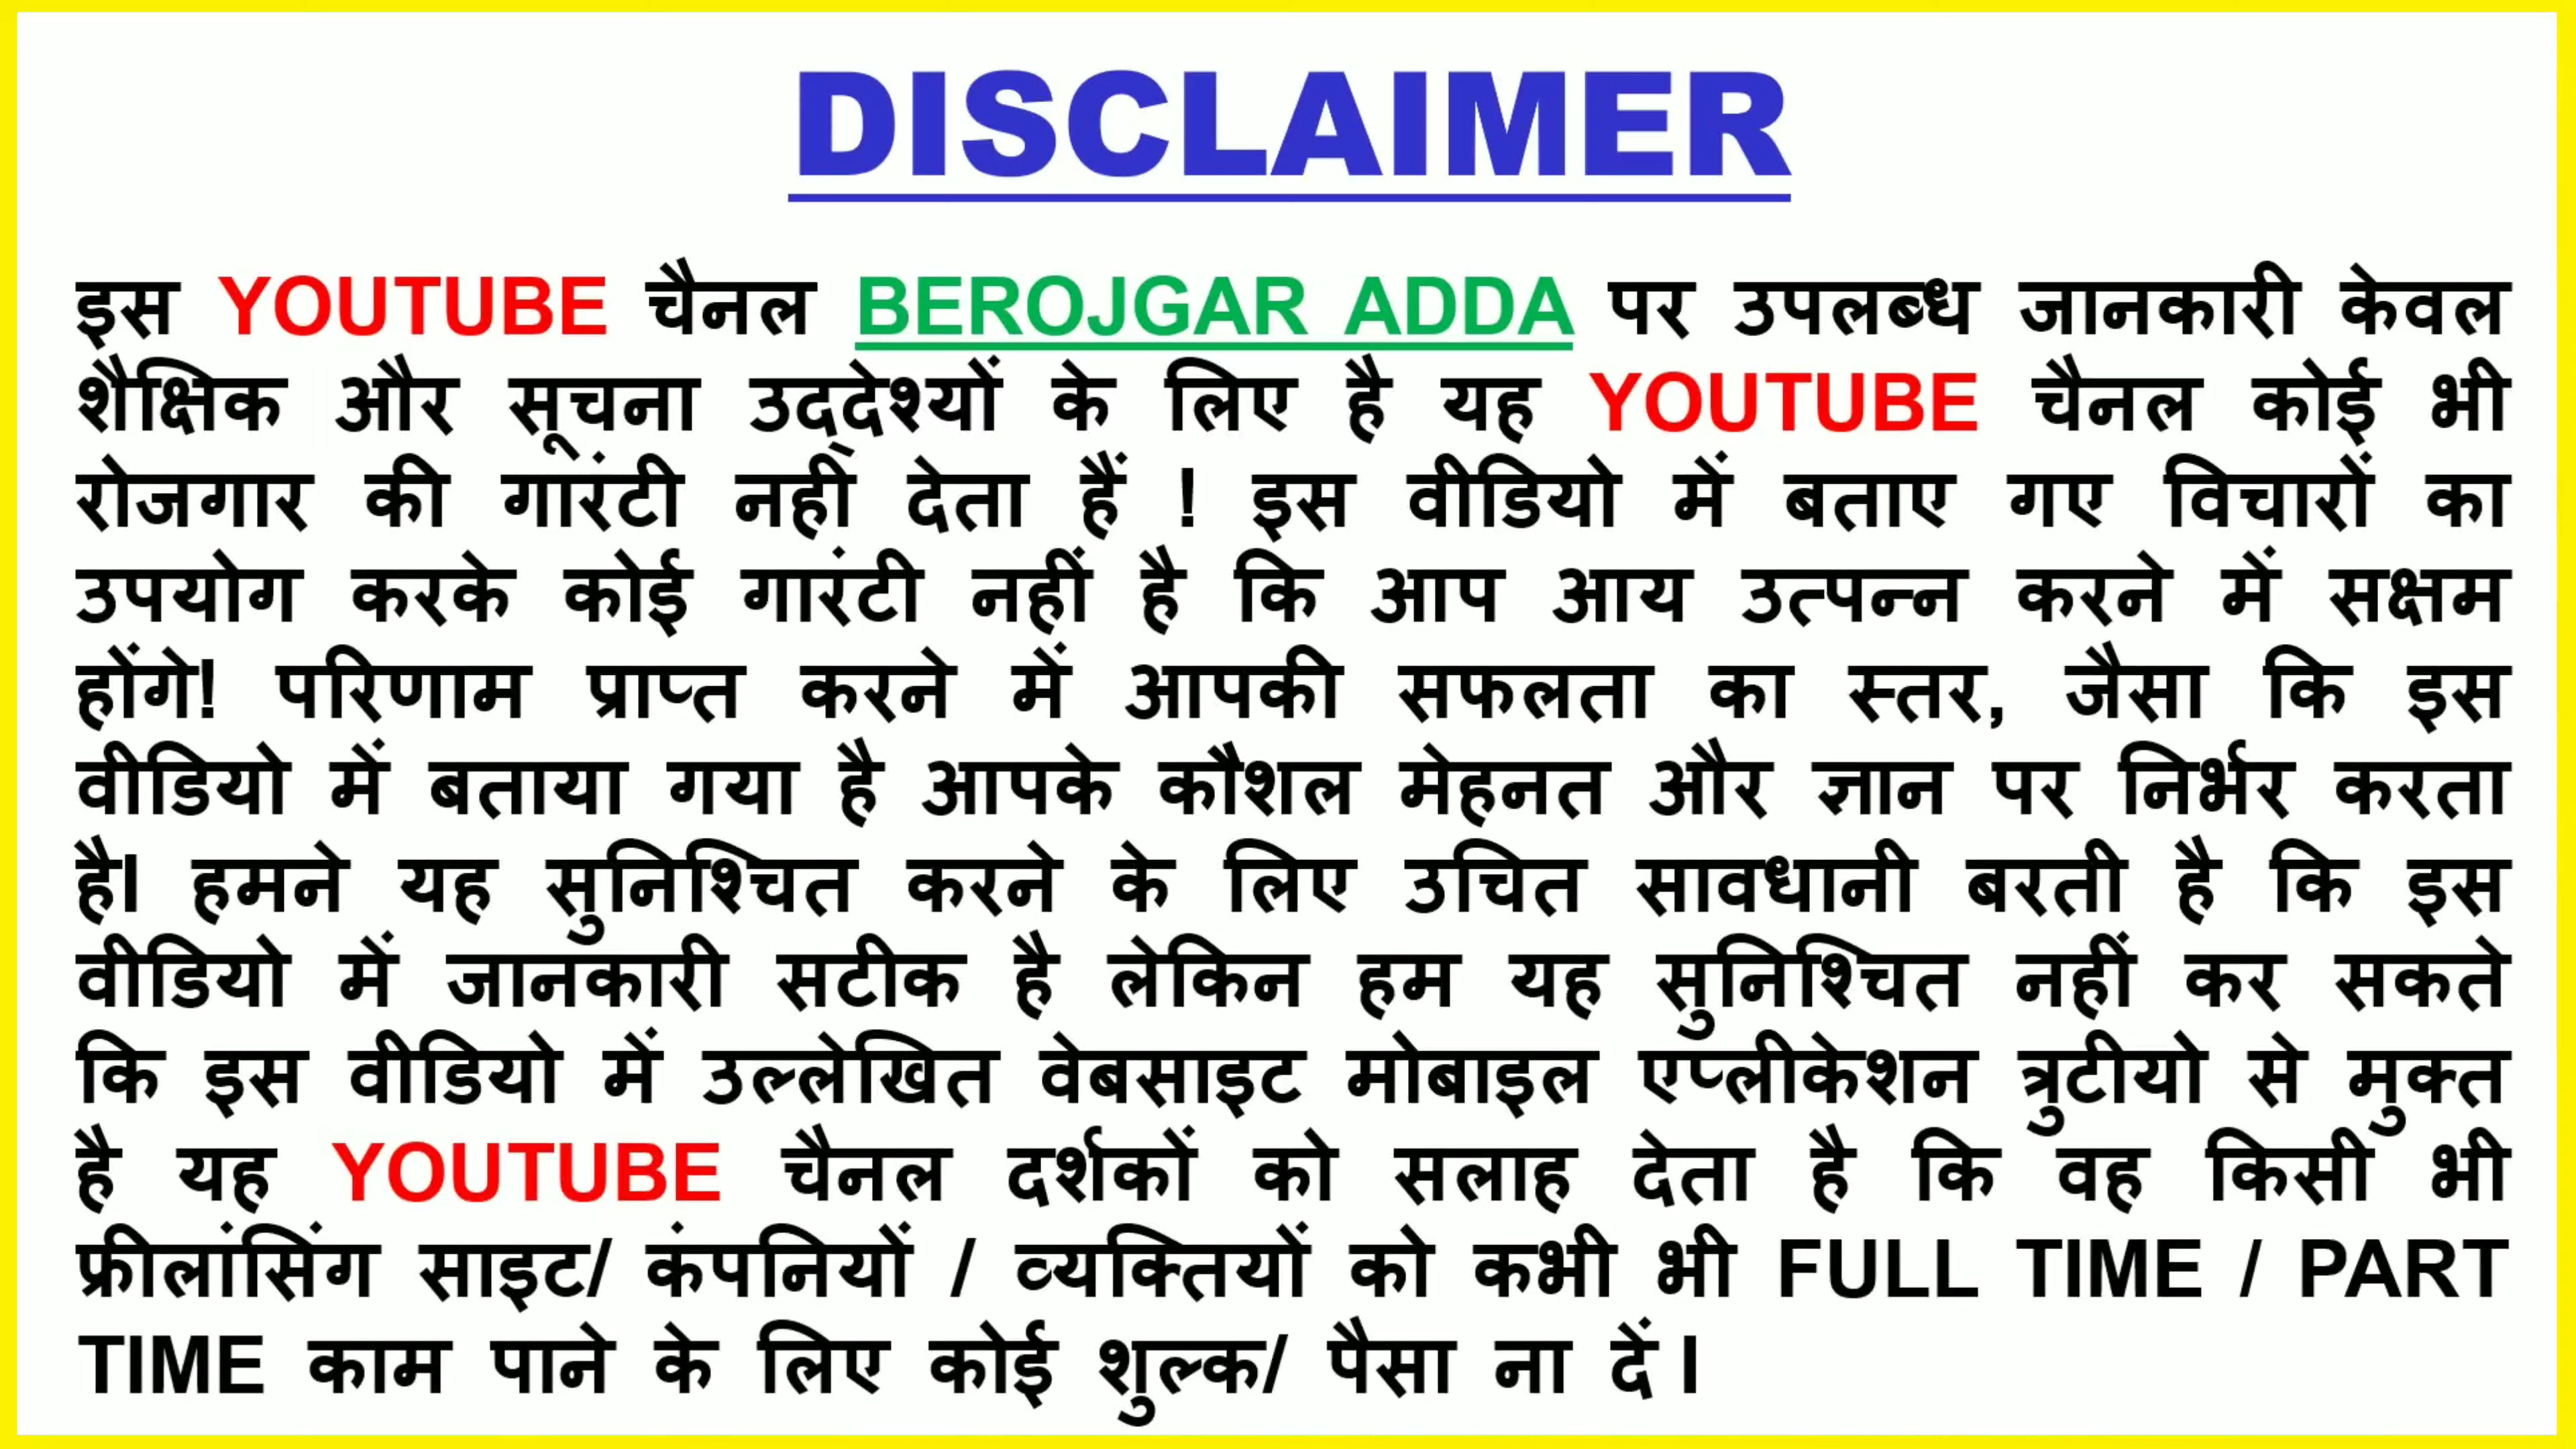 DISCLAIMER
इस YOUTUBE चैनल BEROJGAR ADDA पर उपलब्ध जानकारी केवल
शैक्षिक और सूचना उद्देश्यों के लिए है यह YOUTUBE चैनल कोई भी
रोजगार की गारंटी नहीं देता हैं ! इस वीडियो में बताए गए विचारों का
उपयोग करके कोई गारंटी नहीं है कि आप आय उत्पन्न करने में सक्षम
होंगे! परिणाम प्राप्त करने में आपकी सफलता का स्तर, जैसा कि इस
वीडियो में बताया गया है आपके कौशल मेहनत और ज्ञान पर निर्भर करता
है। हमने यह सुनिश्चित करने के लिए उचित सावधानी बरती है कि इस
वीडियो में जानकारी सटीक है लेकिन हम यह सुनिश्चित नहीं कर सकते
कि इस वीडियो में उल्लेखित वेबसाइट मोबाइल एप्लीकेशन त्रुटीयो से मुक्त
है यह YOUTUBE चैनल दर्शकों को सलाह देता है कि वह किसी भी
फ्रीलांसिंग साइट/ कंपनियों / व्यक्तियों को कभी भी FULL TIME / PART
TIME काम पाने के लिए कोई शुल्क/ पैसा ना दें ।